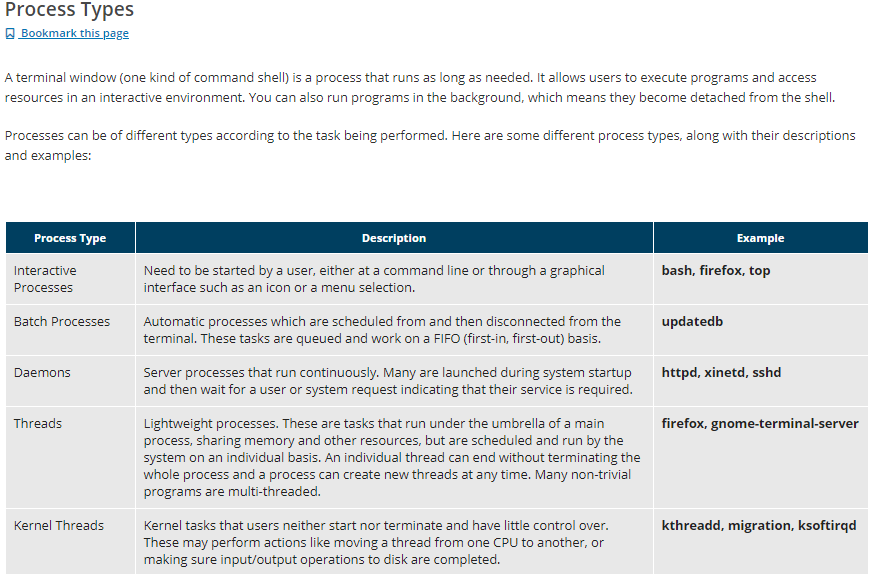 Process Types
Bookmark this page
A terminal window (one kind of command shell) is a process that runs as long as needed. It allows users to execute programs and access
resources in an interactive environment. You can also run programs in the background, which means they become detached from the shell.
Processes can be of different types according to the task being performed. Here are some different process types, along with their descriptions
and examples:
Process Type Description Example
Interactive
Processes
Need to be started by a user, either at a command line or through a graphical
interface such as an icon or a menu selection.
bash, firefox, top
Batch Processes
Automatic processes which are scheduled from and then disconnected from the
terminal. These tasks are queued and work on a FIFO (first-in, first-out) basis.
updatedb
Daemons
Server processes that run continuously. Many are launched during system startup
and then wait for a user or system request indicating that their service is required.
httpd, xinetd, sshd
Threads
Lightweight processes. These are tasks that run under the umbrella of a main
process, sharing memory and other resources, but are scheduled and run by the
system on an individual basis. An individual thread can end without terminating the
whole process and a process can create new threads at any time. Many non-trivial
programs are multi-threaded.
firefox, gnome-terminal-server
Kernel Threads
Kernel tasks that users neither start nor terminate and have little control over.
These may perform actions like moving a thread from one CPU to another, or
making sure input/output operations to disk are completed.
kthreadd, migration, ksoftirqd